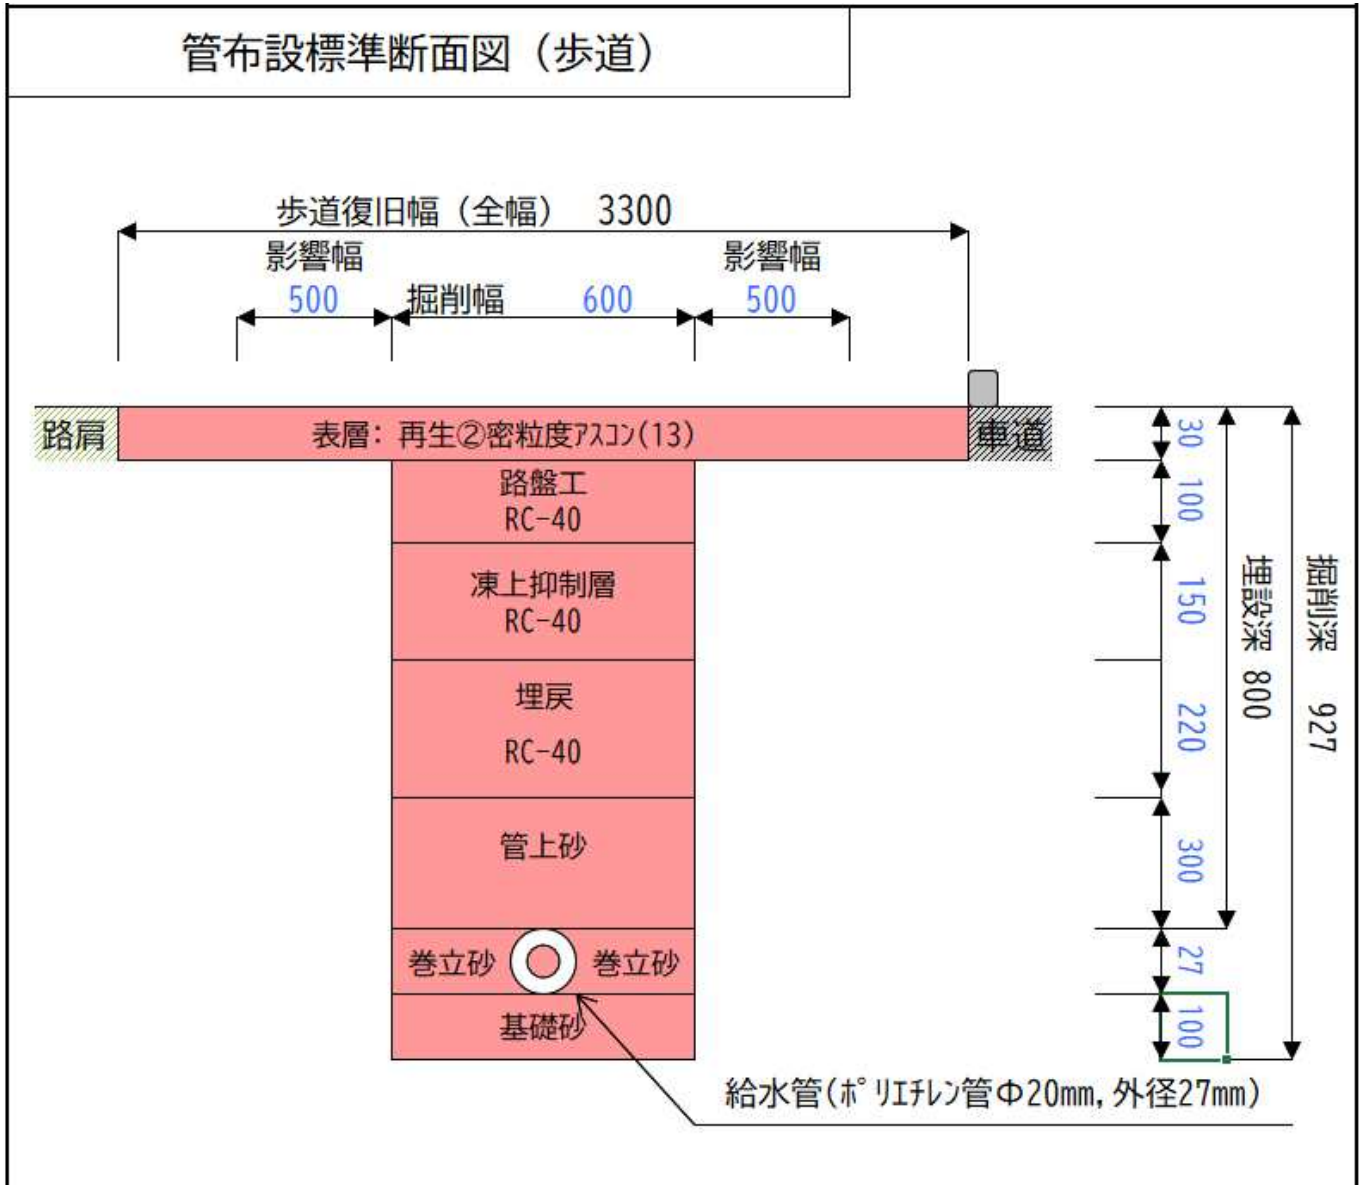 管布設標準断面図（歩道）
歩道復旧幅（全幅） 3300
影響幅
影響幅
500
掘削幅 600
500
路肩
表層: 再生②密粒度ｱｽｺﾝ(13)
車道
30
路盤工
RC-40
100
凍上抑制層
RC-40
150
埋戻
RC-40
220
管上砂
300
埋設深 800
掘削深 927
巻立砂
巻立砂
27
基礎砂
100
給水管(ﾎﾟﾘｴﾁﾚﾝ管Φ20mm,外径27mm)